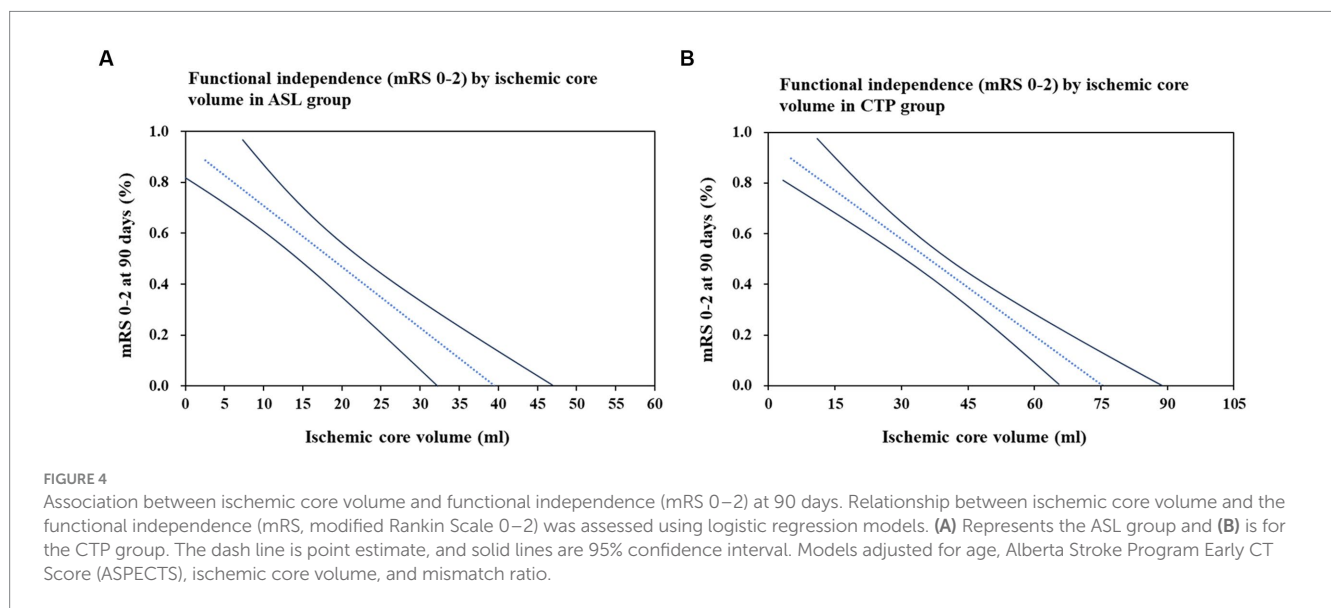 A
Functional independence (mRS 0-2) by ischemic core
volume in ASL group
mRS 0-2 at 90 days (%)
1.0
0.8
0.6
0.4
0.2
0.0
0 5 10 15 20 25 30 35 40 45 50 55 60
Ischemic core volume (ml)
B
Functional independence (mRS 0-2) by ischemic core
volume in CTP group
mRS 0-2 at 90 days (%)
1.0
0.8
0.6
0.4
0.2
0.0
0 15 30 45 60 75 90 105
Ischemic core volume (ml)
FIGURE 4
Association between ischemic core volume and functional independence (mRS 0–2) at 90 days. Relationship between ischemic core volume and the
functional independence (mRS, modified Rankin Scale 0–2) was assessed using logistic regression models. (A) Represents the ASL group and (B) is for
the CTP group. The dash line is point estimate, and solid lines are 95% confidence interval. Models adjusted for age, Alberta Stroke Program Early CT
Score (ASPECTS), ischemic core volume, and mismatch ratio.